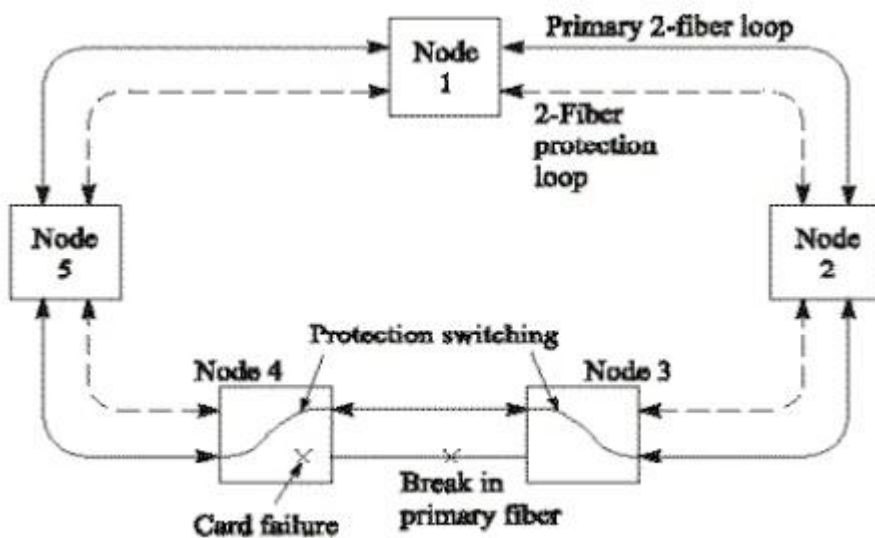 Primary 2-fiber loop
Node
1
2-Fiber
protection
loop
Node
5
Node
2
Protection switching
Node 4
Node 3
Break in
primary fiber
Card failure